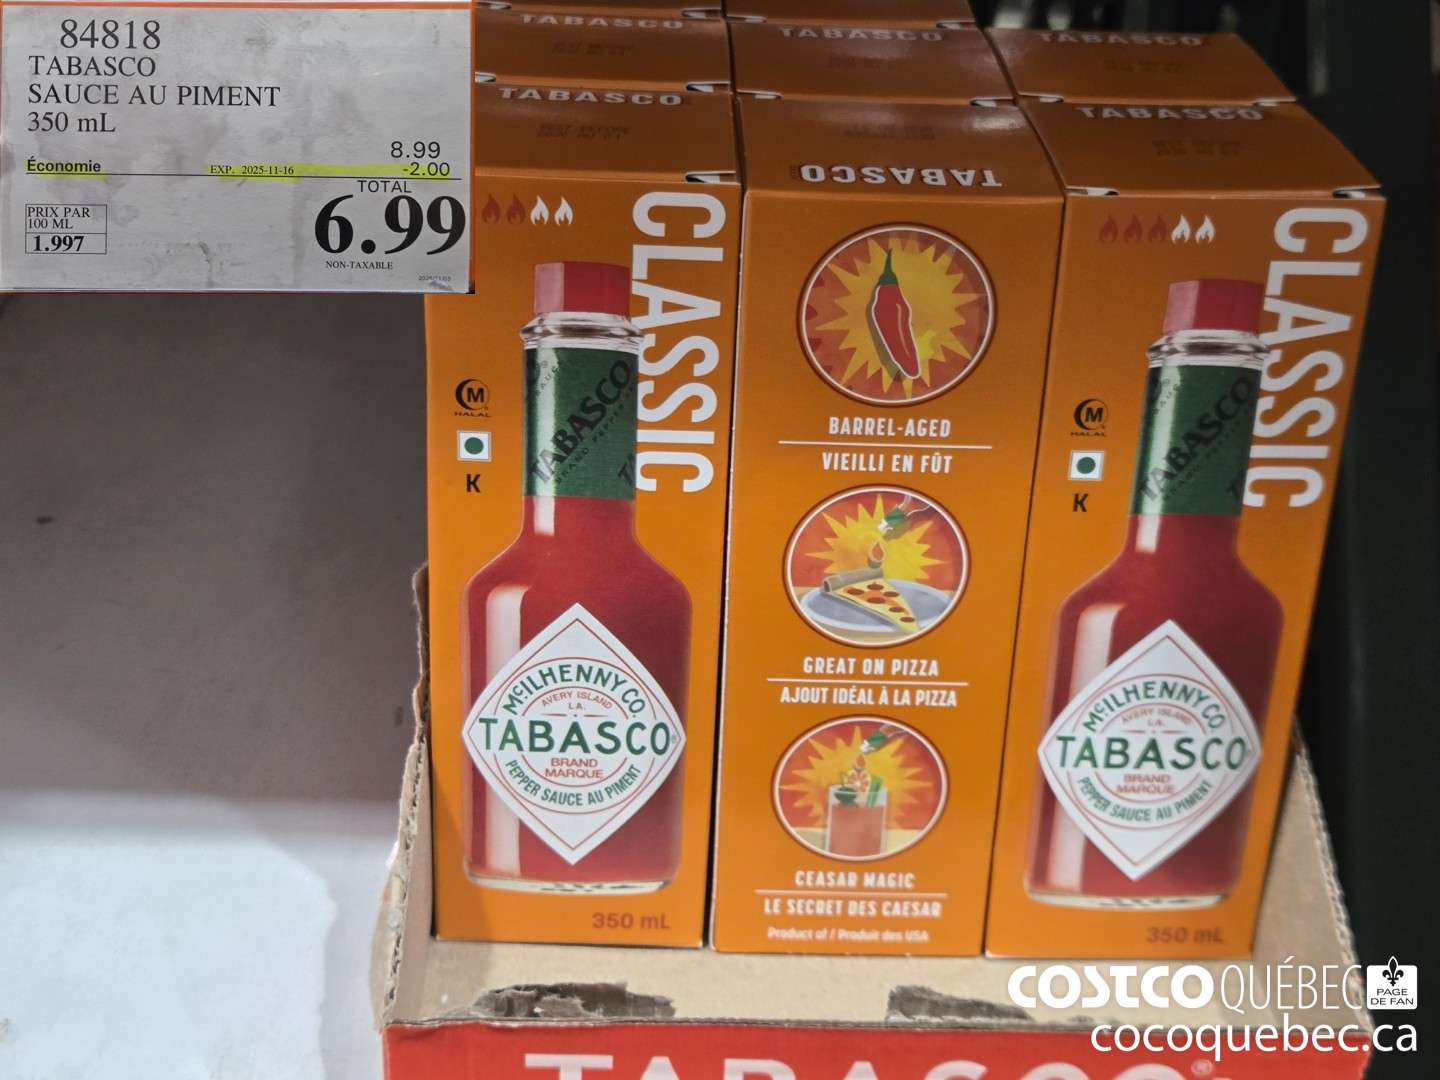 84818
TABASCO
SAUCE AU PIMENT
350 mL
8.99
Économie
EXP. 2025-11-16
-2.00
TOTAL
6.99
PRIX PAR
100 ML
1.997
NON-TAXABLE
TABASCO
TABASCO
TABASCO
TABASCO
TABASCO
TABASCO
CLASSIC
M
HALAL
K
TABASCO
McILHENNY CO.
AVERY ISLAND
LA.
TABASCO®
BRAND
MARQUE
PEPPER SAUCE AU PIMENT
350 mL
BARREL-AGED
VIEILLI EN FÛT
GREAT ON PIZZA
AJOUT IDÉAL À LA PIZZA
CEASAR MAGIC
LE SECRET DES CAESAR
Product of / Produit des USA
CLASSIC
M
HALAL
K
TABASCO
McILHENNY CO.
AVERY ISLAND
LA.
TABASCO®
BRAND
MARQUE
PEPPER SAUCE AU PIMENT
350 mL
TABASCO®
COSTCO QUÉBEC
PAGE
DE FAN
cocoquebec.ca